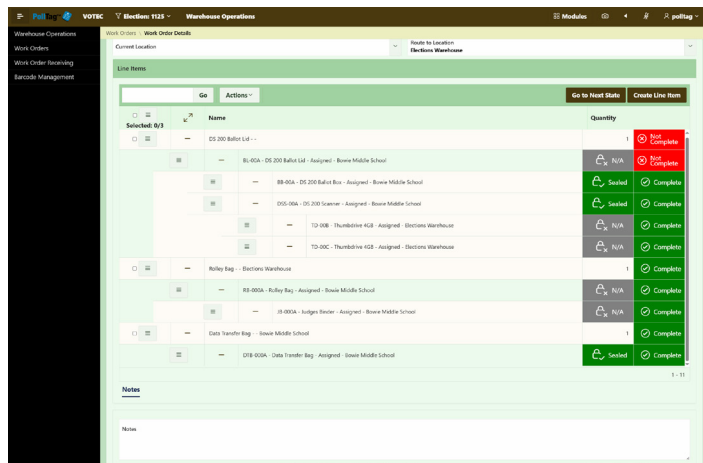 PollTag
VOTEC
Election: 1125
Warehouse Operations
Modules
polltag
Warehouse Operations
Work Orders
Work Order Receiving
Barcode Management
Work Orders \ Work Order Details
Current Location
Route to Location
Elections Warehouse
Line Items
Go
Actions
Go to Next State
Create Line Item
Selected: 0/3
Name
Quantity
DS 200 Ballot Lid - -
1
Not Complete
BL-00A - DS 200 Ballot Lid - Assigned - Bowie Middle School
N/A
Not Complete
BB-00A - DS 200 Ballot Box - Assigned - Bowie Middle School
Sealed
Complete
DSS-00A - DS 200 Scanner - Assigned - Bowie Middle School
Sealed
Complete
TD-00B - Thumbdrive 4GB - Assigned - Elections Warehouse
N/A
Complete
TD-00C - Thumbdrive 4GB - Assigned - Elections Warehouse
N/A
Complete
Rolley Bag - - Elections Warehouse
1
Complete
RB-000A - Rolley Bag - Assigned - Bowie Middle School
N/A
Complete
JB-000A - Judges Binder - Assigned - Bowie Middle School
N/A
Complete
Data Transfer Bag - - Bowie Middle School
1
Complete
DTB-000A - Data Transfer Bag - Assigned - Bowie Middle School
Sealed
Complete
1 - 11
Notes
Notes